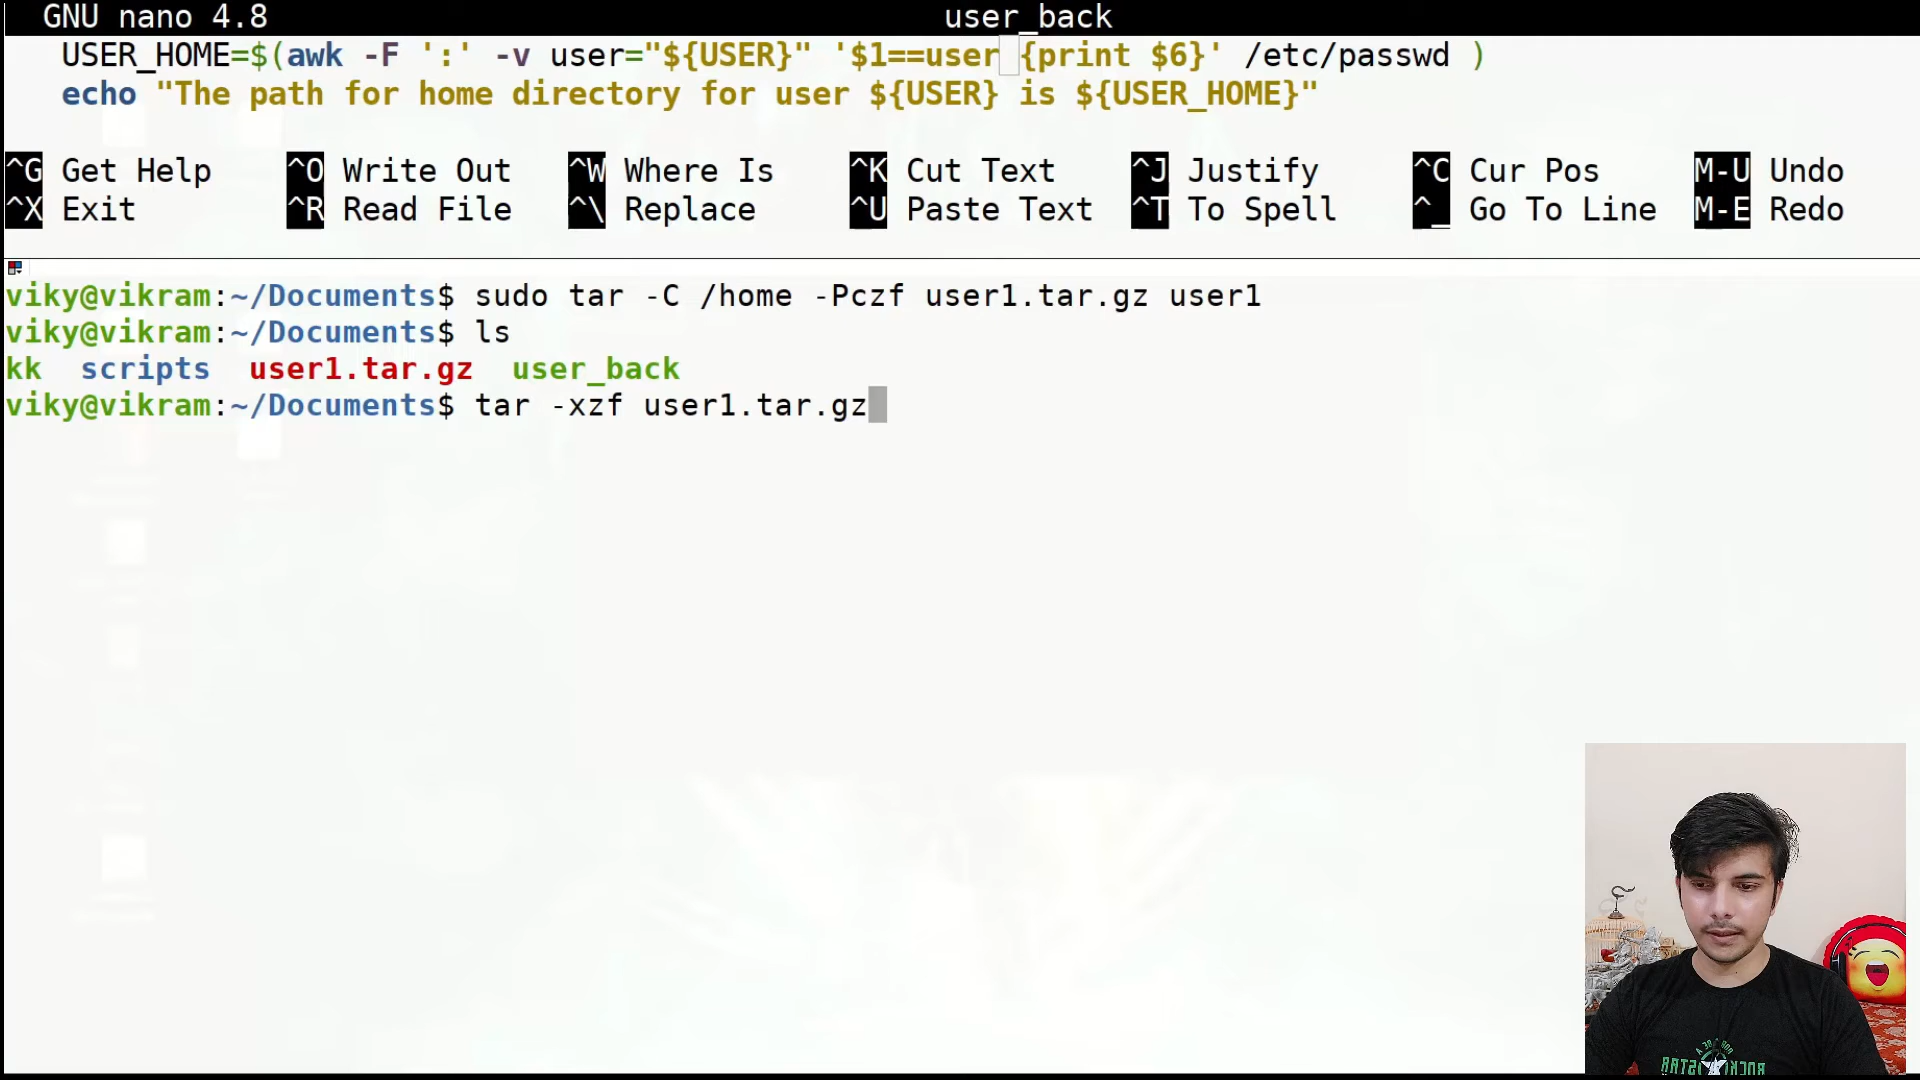 GNU nano 4.8 user_back
USER_HOME=$(awk -F ':' -v user="${USER}" '$1==user {print $6}' /etc/passwd )
echo "The path for home directory for user ${USER} is ${USER_HOME}"
^G Get Help ^O Write Out ^W Where Is ^K Cut Text ^J Justify ^C Cur Pos M-U Undo
^X Exit ^R Read File ^\ Replace ^U Paste Text ^T To Spell ^_ Go To Line M-E Redo
viky@vikram:~/Documents$ sudo tar -C /home -Pczf user1.tar.gz user1
viky@vikram:~/Documents$ ls
kk scripts user1.tar.gz user_back
viky@vikram:~/Documents$ tar -xzf user1.tar.gz